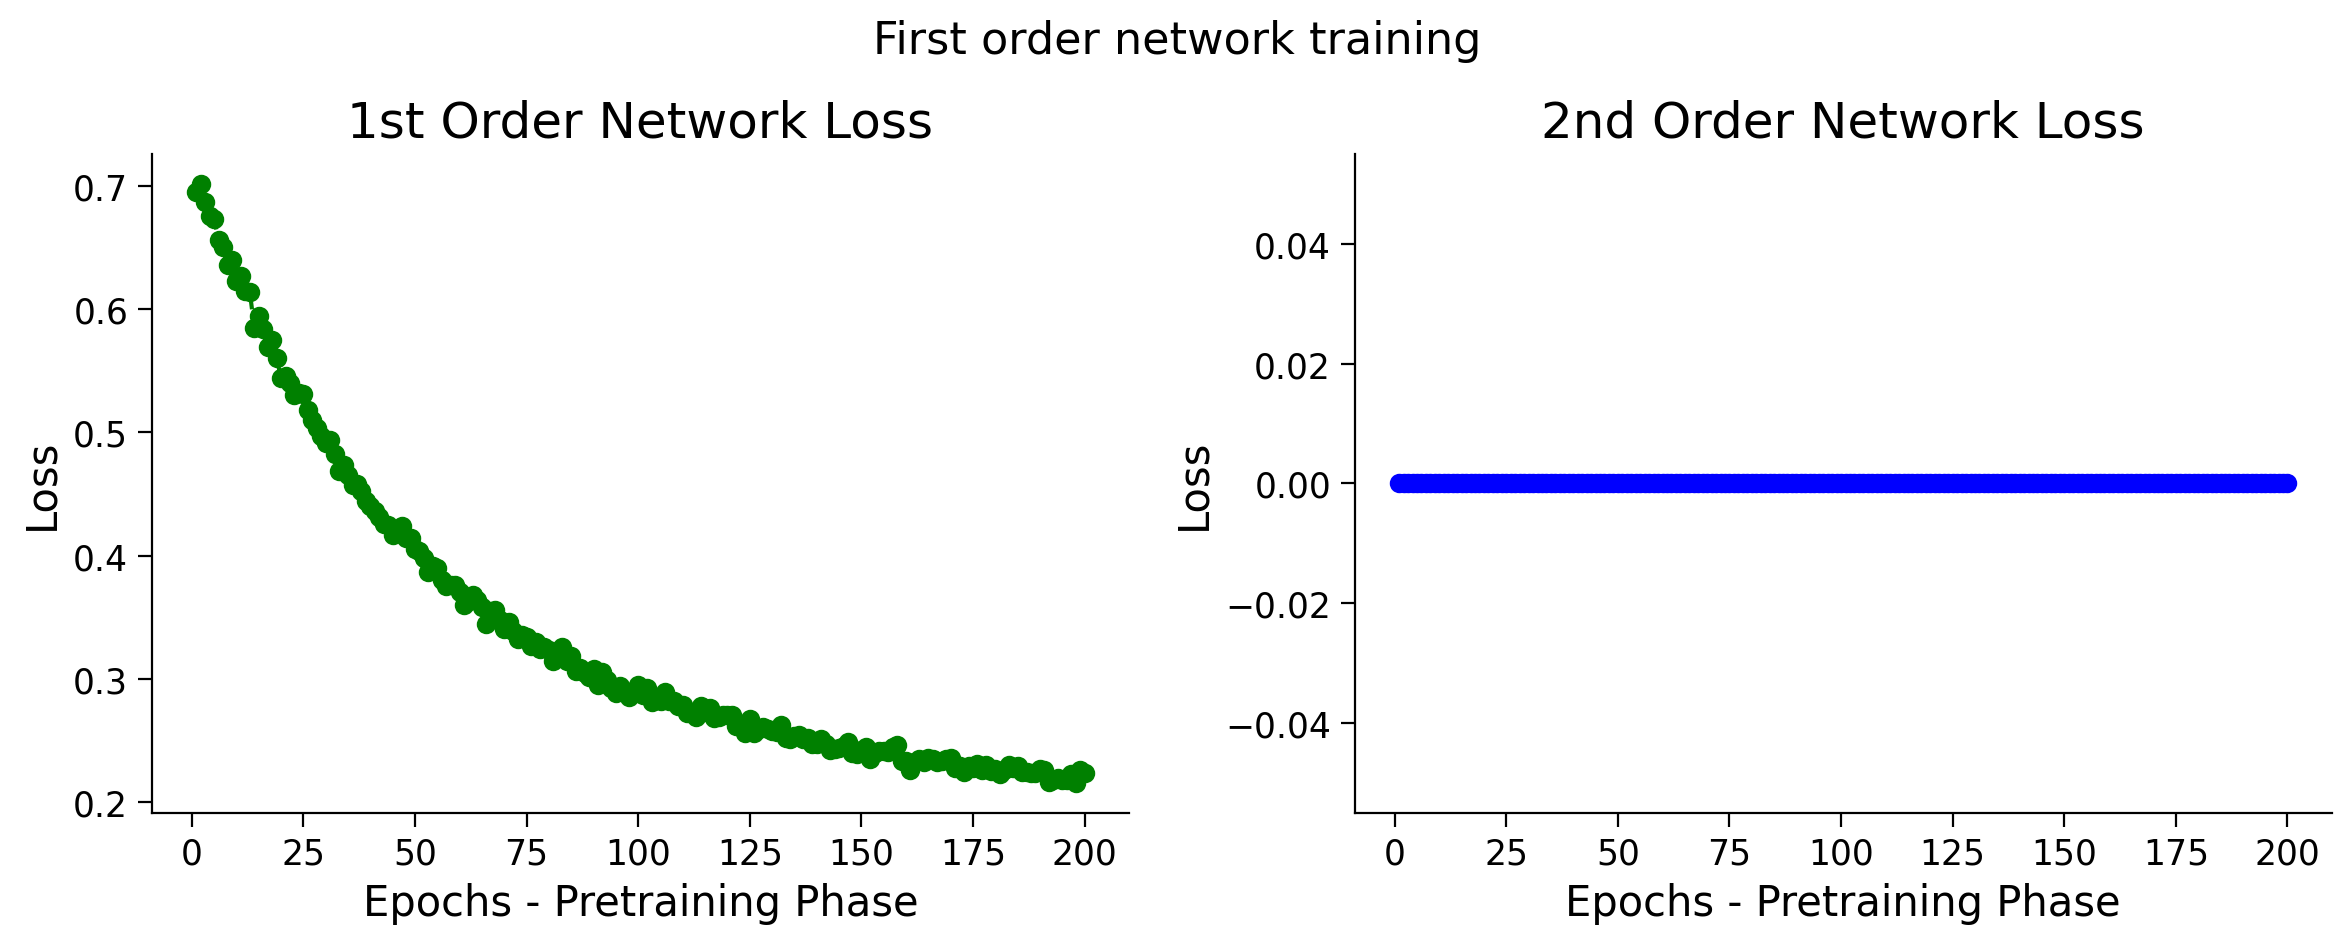 First order network training
1st Order Network Loss
0.7
0.6
0.5
0.4
0.3
0.2
Loss
0 25 50 75 100 125 150 175 200
Epochs - Pretraining Phase
2nd Order Network Loss
0.04
0.02
0.00
−0.02
−0.04
Loss
0 25 50 75 100 125 150 175 200
Epochs - Pretraining Phase